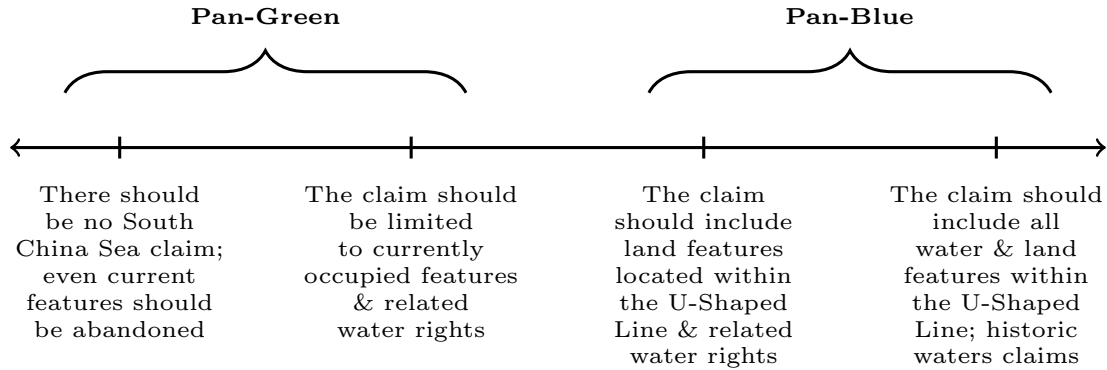 Pan-Green
Pan-Blue
There should
be no South
China Sea claim;
even current
features should
be abandoned
The claim should
be limited
to currently
occupied features
& related
water rights
The claim
should include
land features
located within
the U-Shaped
Line & related
water rights
The claim should
include all
water & land
features within
the U-Shaped
Line; historic
waters claims